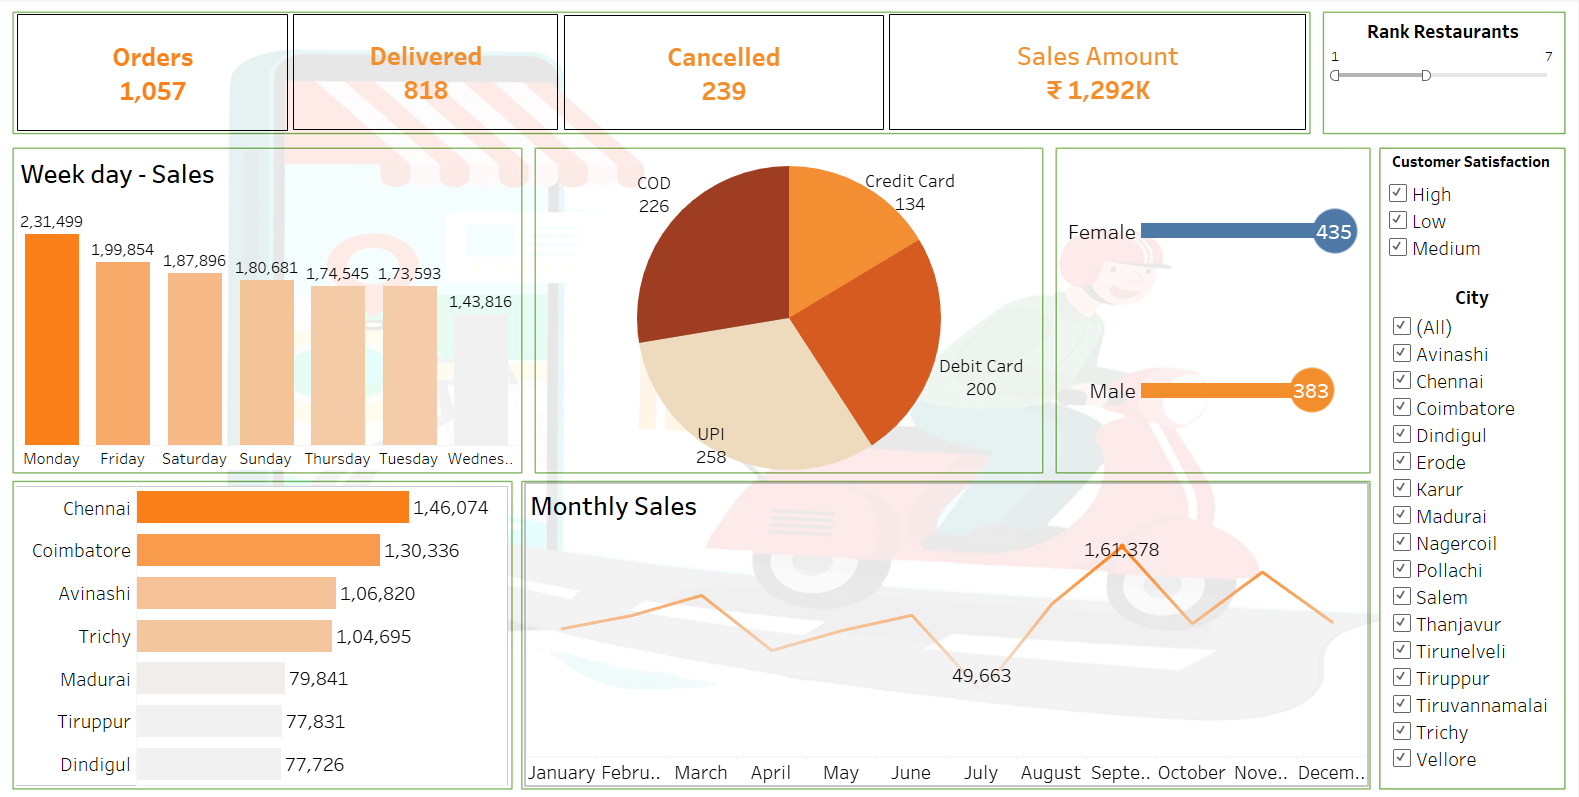 Orders
1,057
Delivered
818
Cancelled
239
Sales Amount
₹ 1,292K
Rank Restaurants
1 7
Week day - Sales
2,31,499
1,99,854
1,87,896
1,80,681
1,74,545
1,73,593
1,43,816
Monday Friday Saturday Sunday Thursday Tuesday Wednes..
COD
226
Credit Card
134
Debit Card
200
UPI
258
Female 435
Male 383
Customer Satisfaction
High
Low
Medium
City
(All)
Avinashi
Chennai
Coimbatore
Dindigul
Erode
Karur
Madurai
Nagercoil
Pollachi
Salem
Thanjavur
Tirunelveli
Tiruppur
Tiruvannamalai
Trichy
Vellore
Chennai 1,46,074
Coimbatore 1,30,336
Avinashi 1,06,820
Trichy 1,04,695
Madurai 79,841
Tiruppur 77,831
Dindigul 77,726
Monthly Sales
1,61,378
49,663
January Febru.. March April May June July August Septe.. October Nove.. Decem..